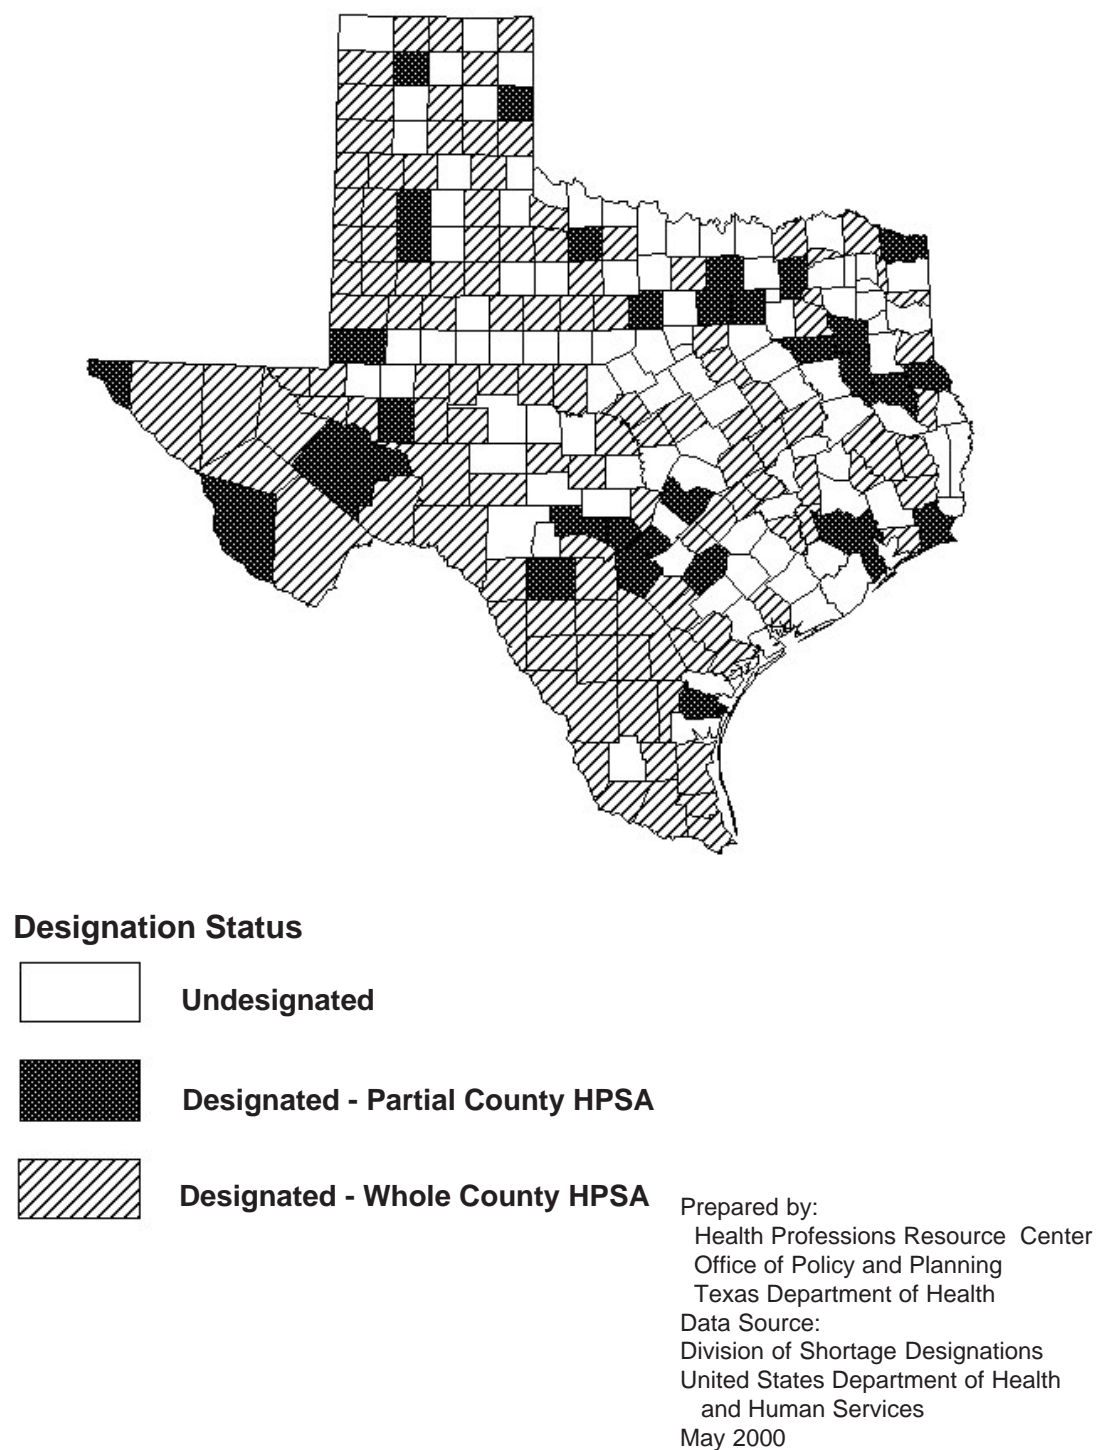 Designation Status
Undesignated
Designated - Partial County HPSA
Designated - Whole County HPSA
Prepared by:
Health Professions Resource Center
Office of Policy and Planning
Texas Department of Health
Data Source:
Division of Shortage Designations
United States Department of Health
and Human Services
May 2000